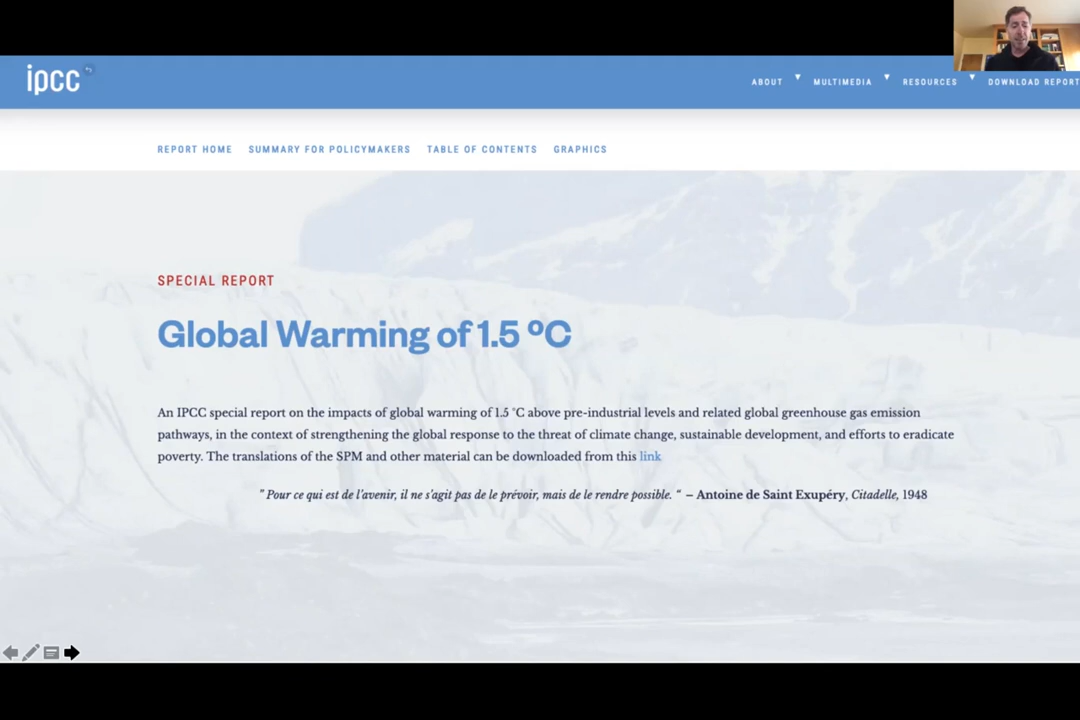 ipcc
ABOUT MULTIMEDIA RESOURCES DOWNLOAD REPORT
REPORT HOME SUMMARY FOR POLICYMAKERS TABLE OF CONTENTS GRAPHICS
SPECIAL REPORT
Global Warming of 1.5 ºC
An IPCC special report on the impacts of global warming of 1.5 °C above pre-industrial levels and related global greenhouse gas emission
pathways, in the context of strengthening the global response to the threat of climate change, sustainable development, and efforts to eradicate
poverty. The translations of the SPM and other material can be downloaded from this link
" Pour ce qui est de l'avenir, il ne s'agit pas de le prévoir, mais de le rendre possible. “ – Antoine de Saint Exupéry, Citadelle, 1948